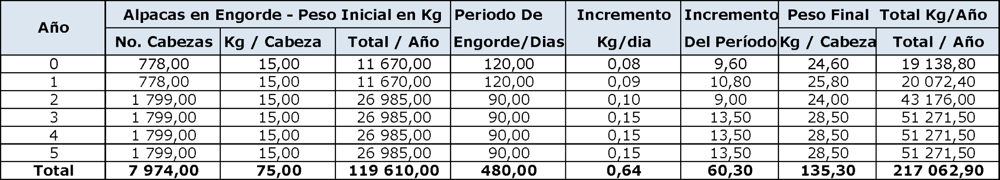 Año Alpacas en Engorde - Peso Inicial en Kg Periodo De Engorde/Dias Incremento Kg/dia Incremento Del Período Peso Final Total Kg/Año
No. Cabezas Kg / Cabeza Total / Año Kg / Cabeza Total / Año
0 778,00 15,00 11 670,00 120,00 0,08 9,60 24,60 19 138,80
1 778,00 15,00 11 670,00 120,00 0,09 10,80 25,80 20 072,40
2 1 799,00 15,00 26 985,00 90,00 0,10 9,00 24,00 43 176,00
3 1 799,00 15,00 26 985,00 90,00 0,15 13,50 28,50 51 271,50
4 1 799,00 15,00 26 985,00 90,00 0,15 13,50 28,50 51 271,50
5 1 799,00 15,00 26 985,00 90,00 0,15 13,50 28,50 51 271,50
Total 7 974,00 75,00 119 610,00 480,00 0,64 60,30 135,30 217 062,90